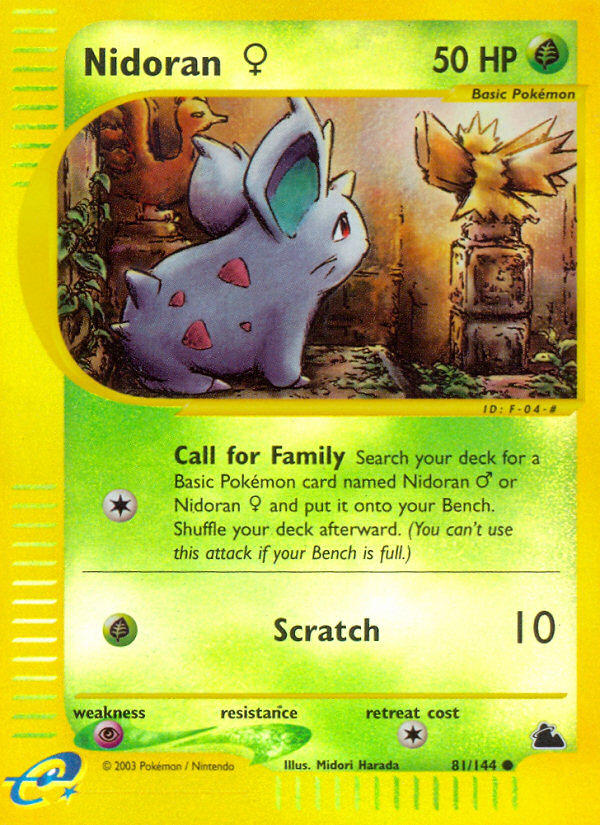 Nidoran ♀ 50 HP
Basic Pokémon
ID: F-04-#
Call for Family Search your deck for a
Basic Pokémon card named Nidoran ♂ or
Nidoran ♀ and put it onto your Bench.
Shuffle your deck afterward. (You can't use
this attack if your Bench is full.)
Scratch 10
weakness resistance retreat cost
© 2003 Pokémon / Nintendo Illus. Midori Harada 81/144 ●
e